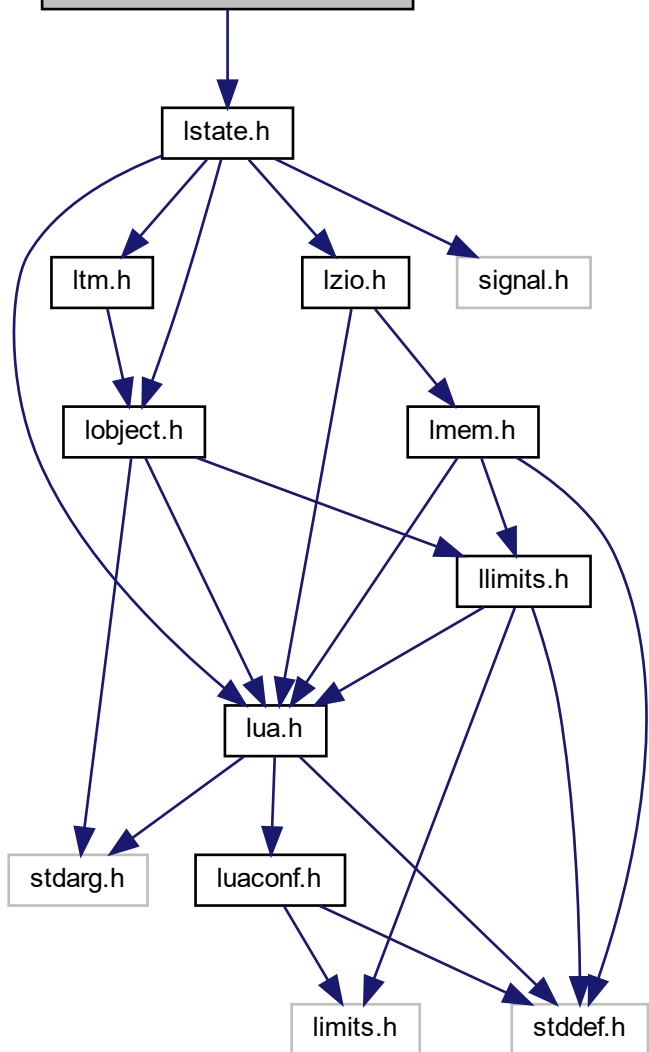 lstate.h
ltm.h
lzio.h
signal.h
lobject.h
lmem.h
llimits.h
lua.h
stdarg.h
luaconf.h
limits.h
stddef.h